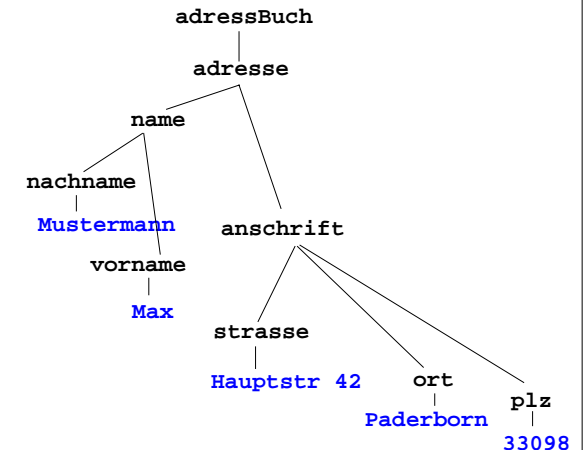 adressBuch
adresse
name
nachname
Mustermann
anschrift
vorname
Max
strasse
Hauptstr 42
ort
plz
Paderborn
33098